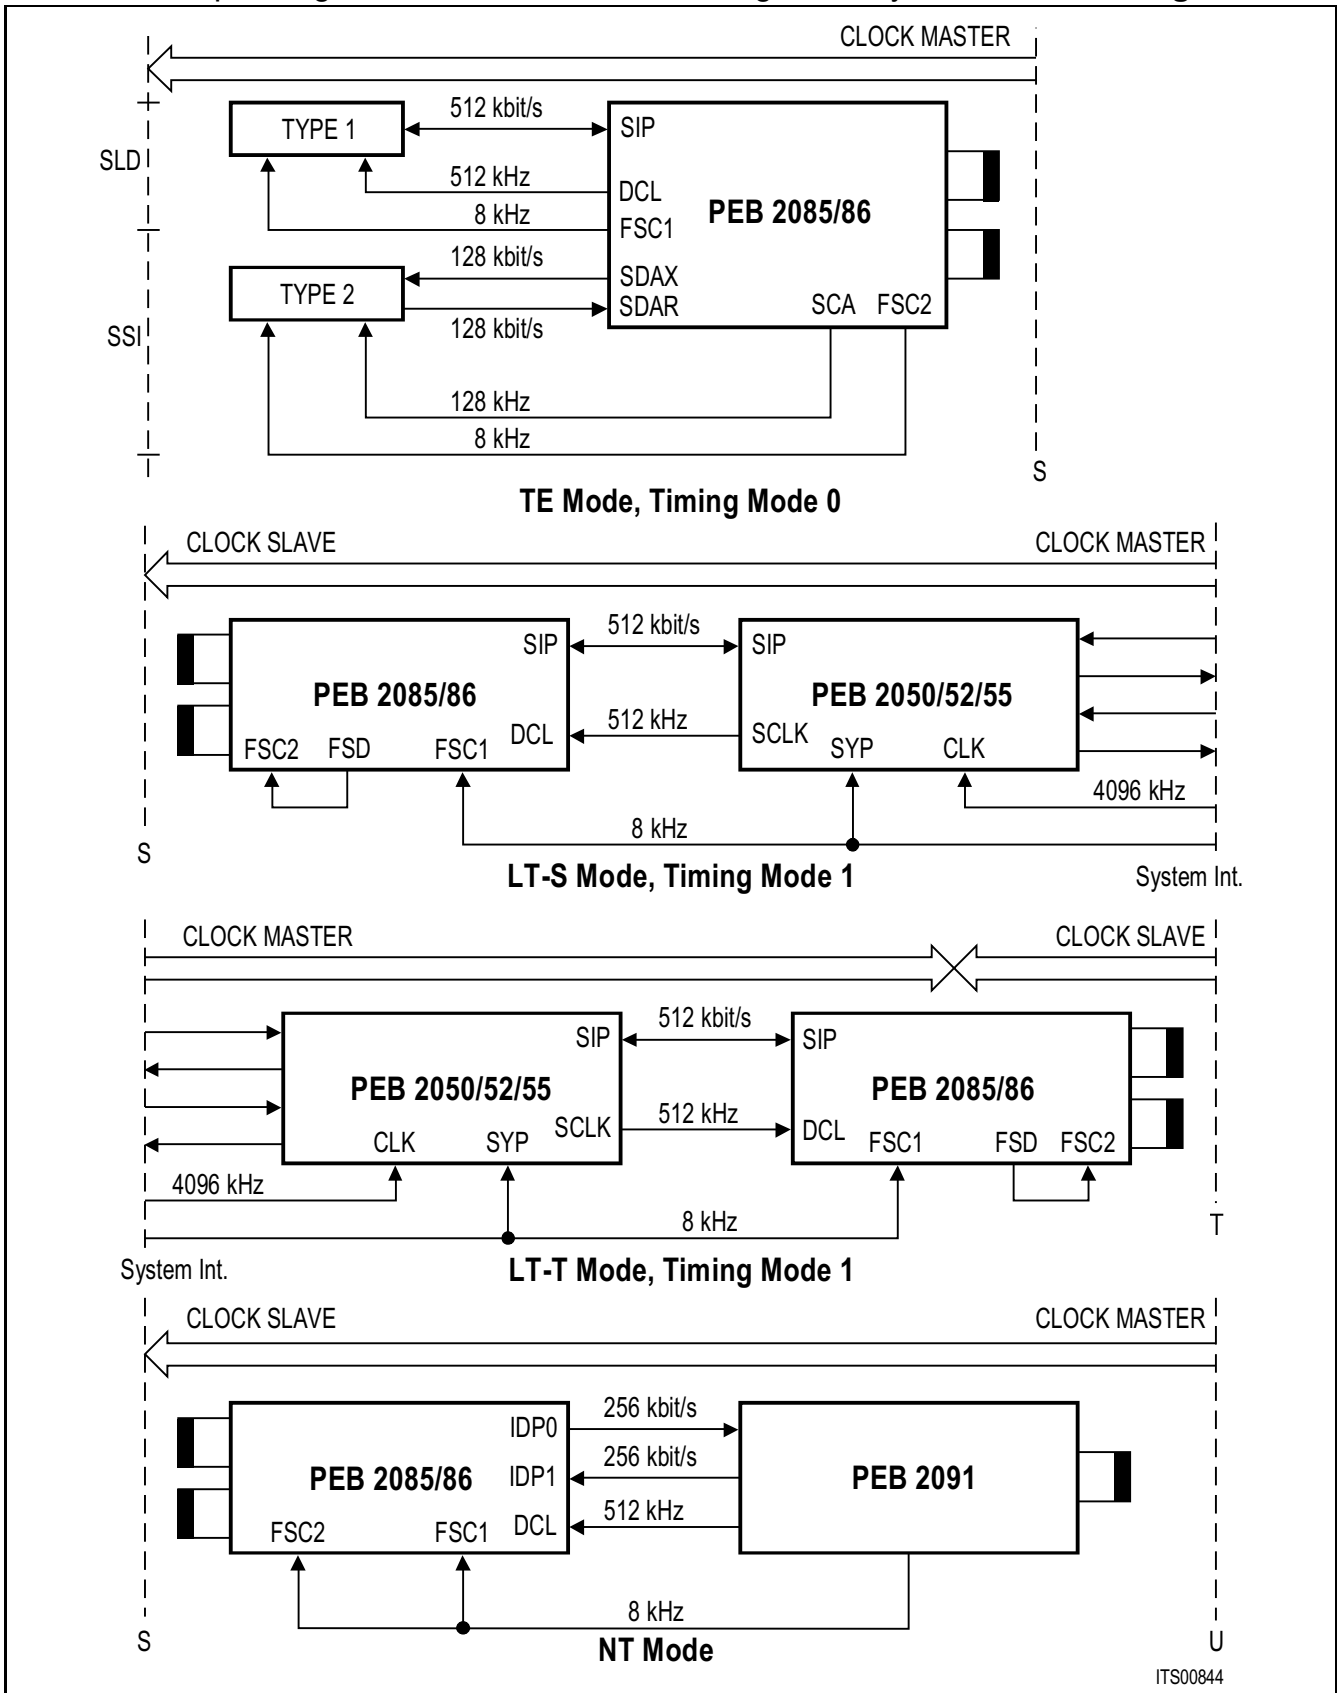 CLOCK MASTER
TYPE 1
512 kbit/s
SIP
SLD
512 kHz
DCL
PEB 2085/86
8 kHz
FSC1
128 kbit/s
SDAX
TYPE 2
SDAR
SCA
FSC2
128 kbit/s
SSI
128 kHz
8 kHz
S
TE Mode, Timing Mode 0
CLOCK SLAVE
CLOCK MASTER
512 kbit/s
SIP
SIP
PEB 2085/86
PEB 2050/52/55
512 kHz
DCL
SCLK
FSC2
FSD
FSC1
SYP
CLK
4096 kHz
8 kHz
S
LT-S Mode, Timing Mode 1
System Int.
CLOCK MASTER
CLOCK SLAVE
512 kbit/s
SIP
SIP
PEB 2050/52/55
PEB 2085/86
512 kHz
SCLK
DCL
CLK
SYP
FSC1
FSD
FSC2
4096 kHz
8 kHz
T
System Int.
LT-T Mode, Timing Mode 1
CLOCK SLAVE
CLOCK MASTER
256 kbit/s
IDP0
256 kbit/s
PEB 2085/86
IDP1
PEB 2091
512 kHz
DCL
FSC2
FSC1
8 kHz
S
NT Mode
U
ITS00844